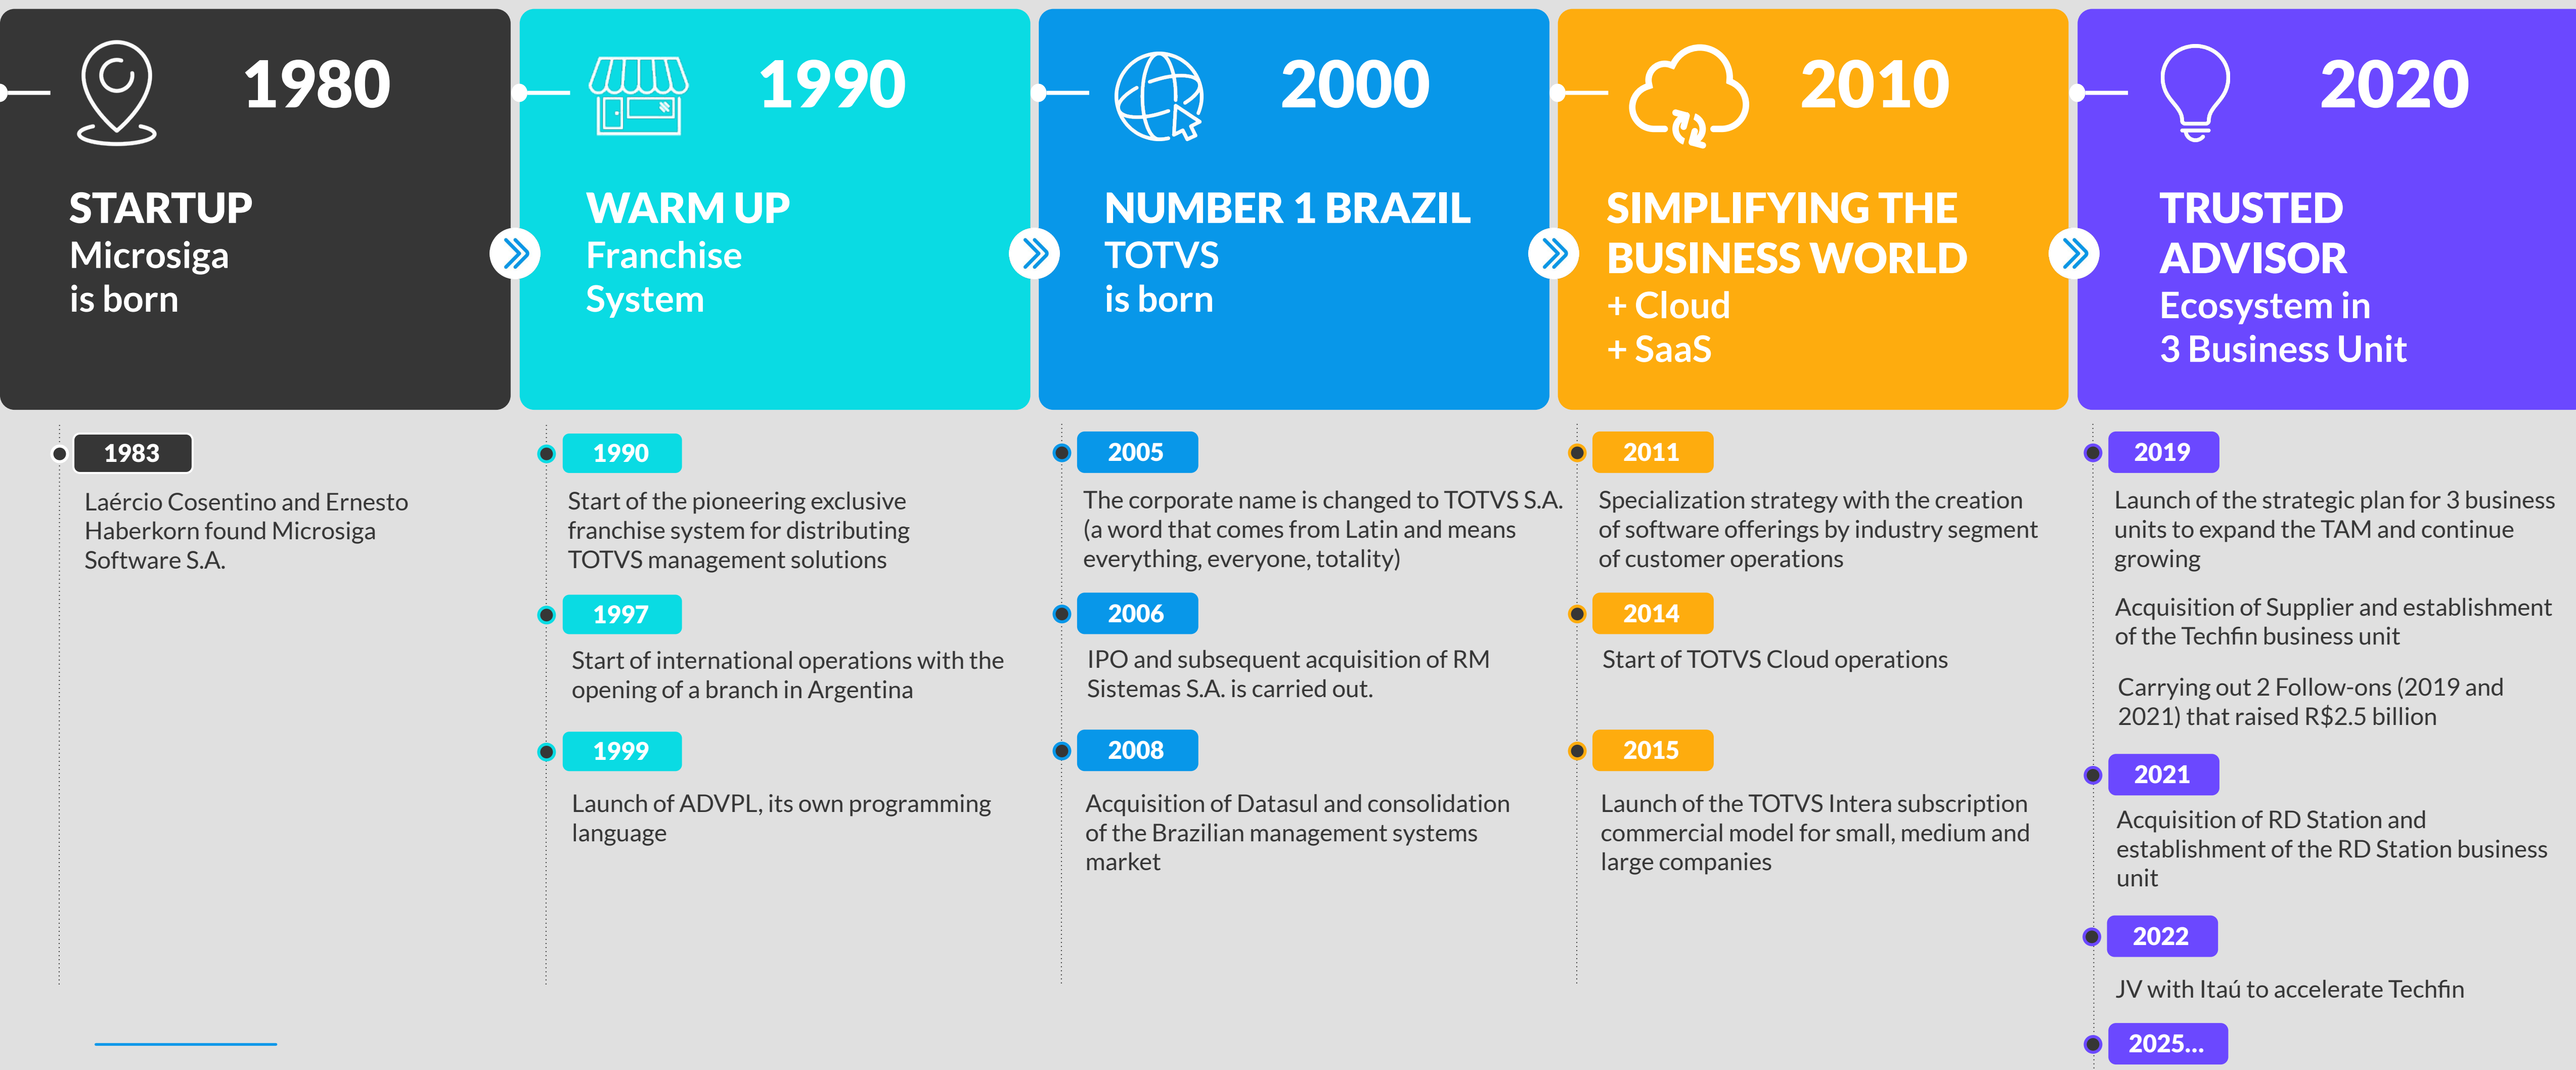 1980
STARTUP
Microsiga
is born
1983
Laércio Cosentino and Ernesto
Haberkorn found Microsiga
Software S.A.
1990
WARM UP
Franchise
System
1990
Start of the pioneering exclusive
franchise system for distributing
TOTVS management solutions
1997
Start of international operations with the
opening of a branch in Argentina
1999
Launch of ADVPL, its own programming
language
2000
NUMBER 1 BRAZIL
TOTVS
is born
2005
The corporate name is changed to TOTVS S.A.
(a word that comes from Latin and means
everything, everyone, totality)
2006
IPO and subsequent acquisition of RM
Sistemas S.A. is carried out.
2008
Acquisition of Datasul and consolidation
of the Brazilian management systems
market
2010
SIMPLIFYING THE
BUSINESS WORLD
+ Cloud
+ SaaS
2011
Specialization strategy with the creation
of software offerings by industry segment
of customer operations
2014
Start of TOTVS Cloud operations
2015
Launch of the TOTVS Intera subscription
commercial model for small, medium and
large companies
2020
TRUSTED
ADVISOR
Ecosystem in
3 Business Unit
2019
Launch of the strategic plan for 3 business
units to expand the TAM and continue
growing
Acquisition of Supplier and establishment
of the Techfin business unit
Carrying out 2 Follow-ons (2019 and
2021) that raised R$2.5 billion
2021
Acquisition of RD Station and
establishment of the RD Station business
unit
2022
JV with Itaú to accelerate Techfin
2025...